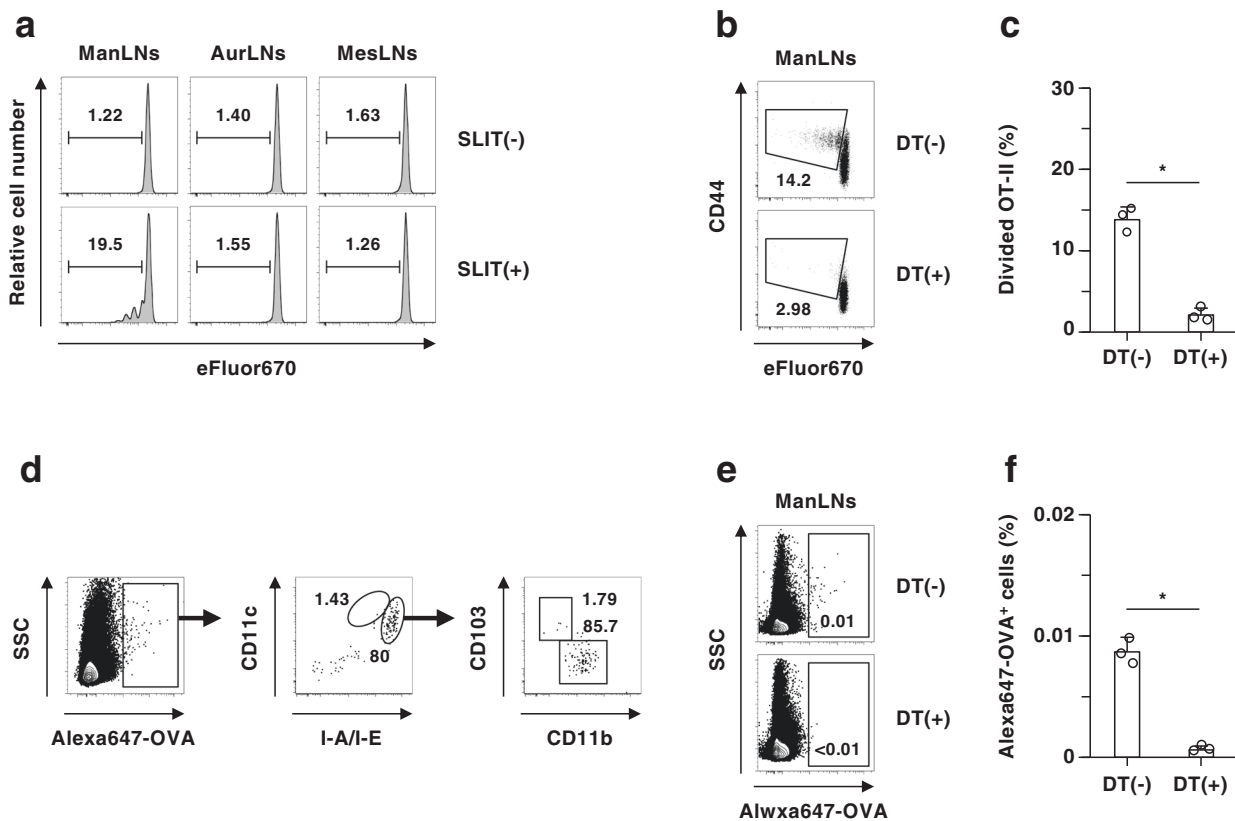 a
ManLNs AurLNs MesLNs
Relative cell number
1.22 1.40 1.63
SLIT(-)
19.5 1.55 1.26
SLIT(+)
eFluor670
b
ManLNs
CD44
14.2
DT(-)
2.98
DT(+)
eFluor670
c
Divided OT-II (%)
30
20
10
0
*
DT(-) DT(+)
d
SSC
Alexa647-OVA
CD11c
1.43
80
I-A/I-E
CD103
1.79
85.7
CD11b
e
ManLNs
SSC
0.01
DT(-)
<0.01
DT(+)
Alwxa647-OVA
f
Alexa647-OVA⁺ cells (%)
0.02
0.01
0
*
DT(-) DT(+)